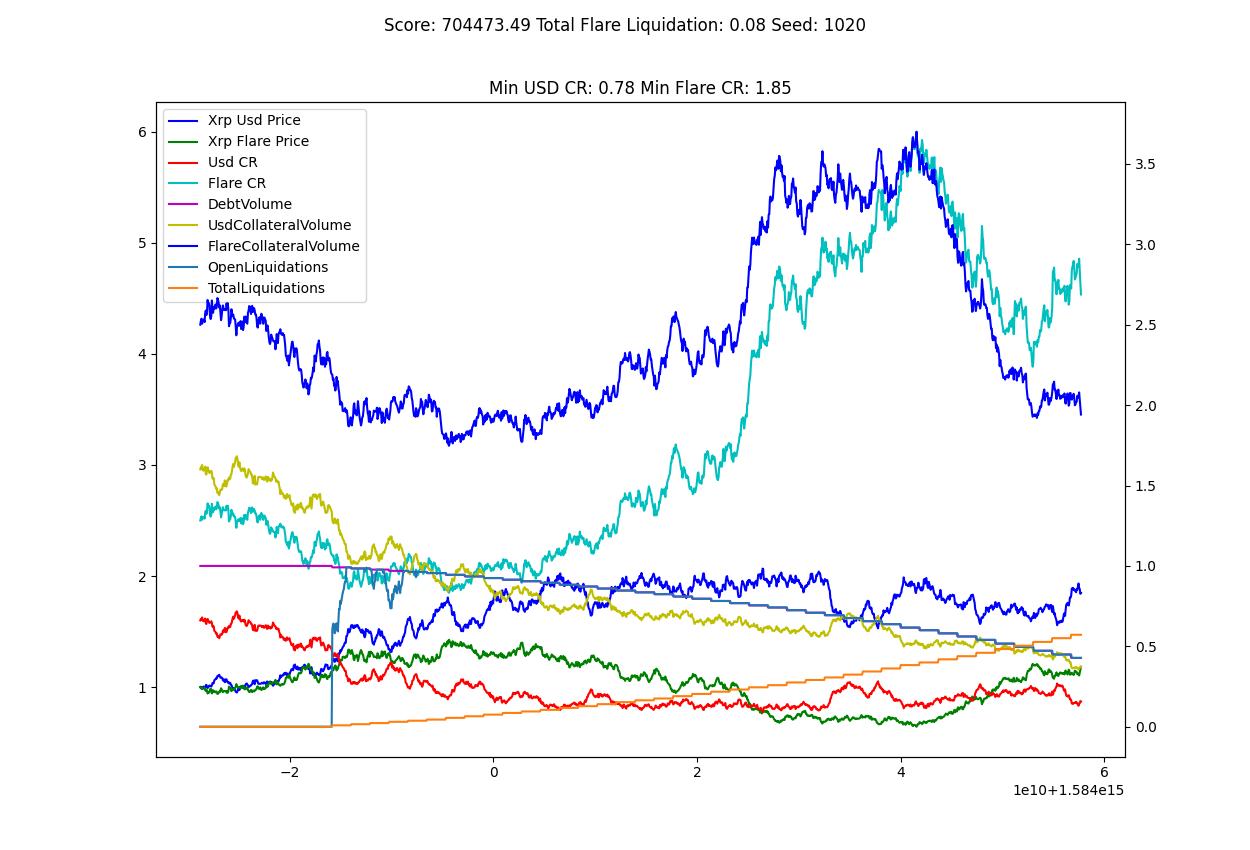 Score: 704473.49 Total Flare Liquidation: 0.08 Seed: 1020
Min USD CR: 0.78 Min Flare CR: 1.85
Xrp Usd Price
Xrp Flare Price
Usd CR
Flare CR
DebtVolume
UsdCollateralVolume
FlareCollateralVolume
OpenLiquidations
TotalLiquidations
6
5
4
3
2
1
3.5
3.0
2.5
2.0
1.5
1.0
0.5
0.0
−2 0 2 4 6
1e10+1.584e15